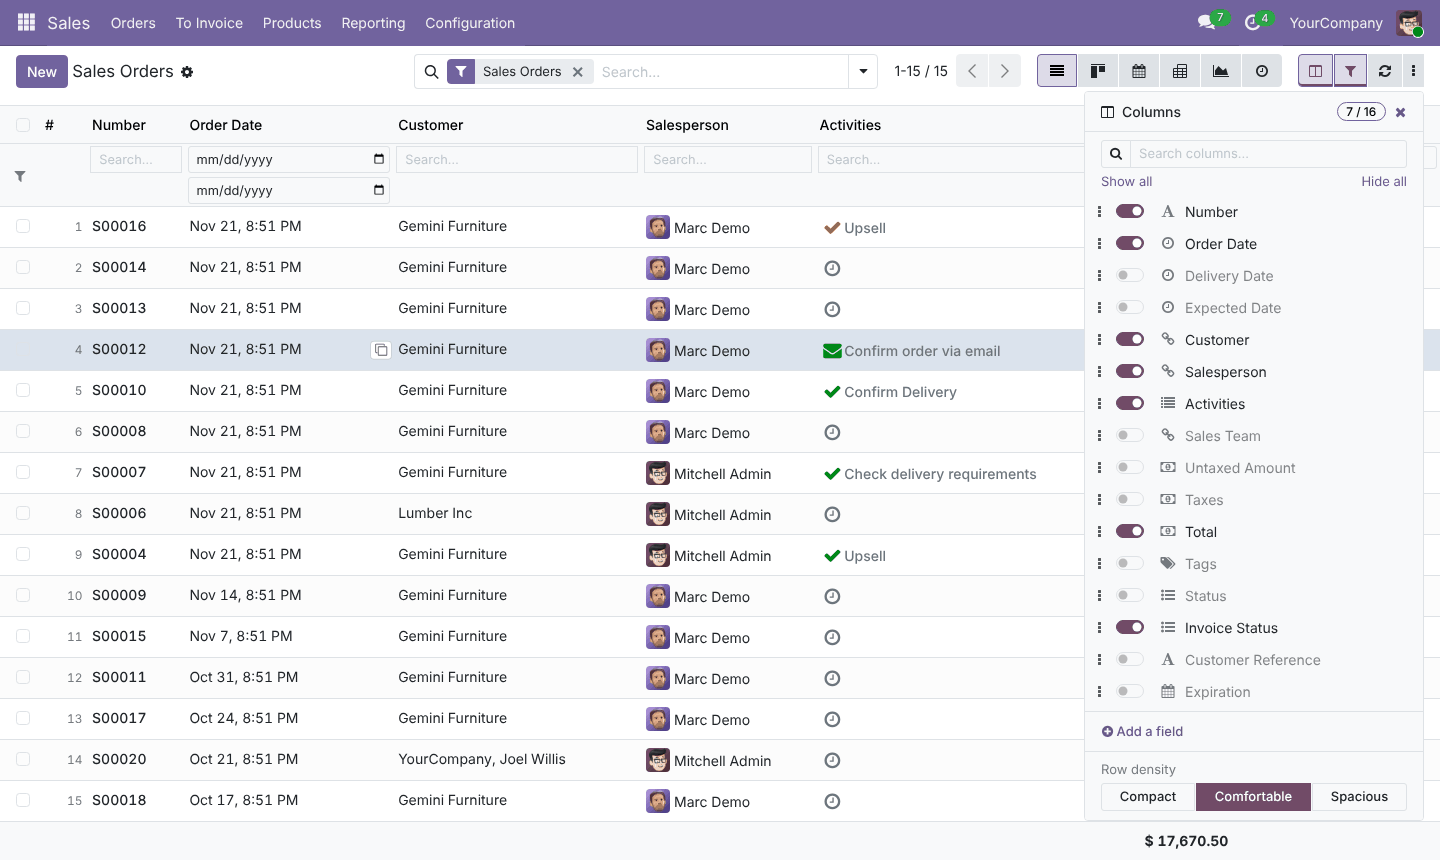 Sales Orders To Invoice Products Reporting Configuration 7 4 YourCompany
New Sales Orders Sales Orders Search... 1-15 / 15
# Number Order Date Customer Salesperson Activities
Search... mm/dd/yyyy Search... Search... Search...
mm/dd/yyyy
1 S00016 Nov 21, 8:51 PM Gemini Furniture Marc Demo Upsell
2 S00014 Nov 21, 8:51 PM Gemini Furniture Marc Demo
3 S00013 Nov 21, 8:51 PM Gemini Furniture Marc Demo
4 S00012 Nov 21, 8:51 PM Gemini Furniture Marc Demo Confirm order via email
5 S00010 Nov 21, 8:51 PM Gemini Furniture Marc Demo Confirm Delivery
6 S00008 Nov 21, 8:51 PM Gemini Furniture Marc Demo
7 S00007 Nov 21, 8:51 PM Gemini Furniture Mitchell Admin Check delivery requirements
8 S00006 Nov 21, 8:51 PM Lumber Inc Mitchell Admin
9 S00004 Nov 21, 8:51 PM Gemini Furniture Mitchell Admin Upsell
10 S00009 Nov 14, 8:51 PM Gemini Furniture Marc Demo
11 S00015 Nov 7, 8:51 PM Gemini Furniture Marc Demo
12 S00011 Oct 31, 8:51 PM Gemini Furniture Marc Demo
13 S00017 Oct 24, 8:51 PM Gemini Furniture Marc Demo
14 S00020 Oct 21, 8:51 PM YourCompany, Joel Willis Mitchell Admin
15 S00018 Oct 17, 8:51 PM Gemini Furniture Marc Demo
Columns 7 / 16
Search columns...
Show all Hide all
Number
Order Date
Delivery Date
Expected Date
Customer
Salesperson
Activities
Sales Team
Untaxed Amount
Taxes
Total
Tags
Status
Invoice Status
Customer Reference
Expiration
Add a field
Row density
Compact Comfortable Spacious
$ 17,670.50